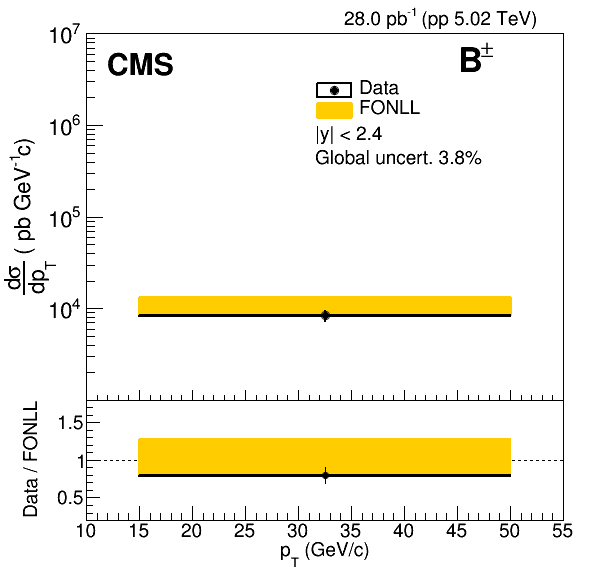 28.0 pb⁻¹ (pp 5.02 TeV)
10⁷
CMS
B±
Data
FONLL
10⁶
|y| < 2.4
Global uncert. 3.8%
dσ/dp_T ( pb GeV⁻¹c)
10⁵
10⁴
Data / FONLL
1.5
1
0.5
10 15 20 25 30 35 40 45 50 55
p_T (GeV/c)